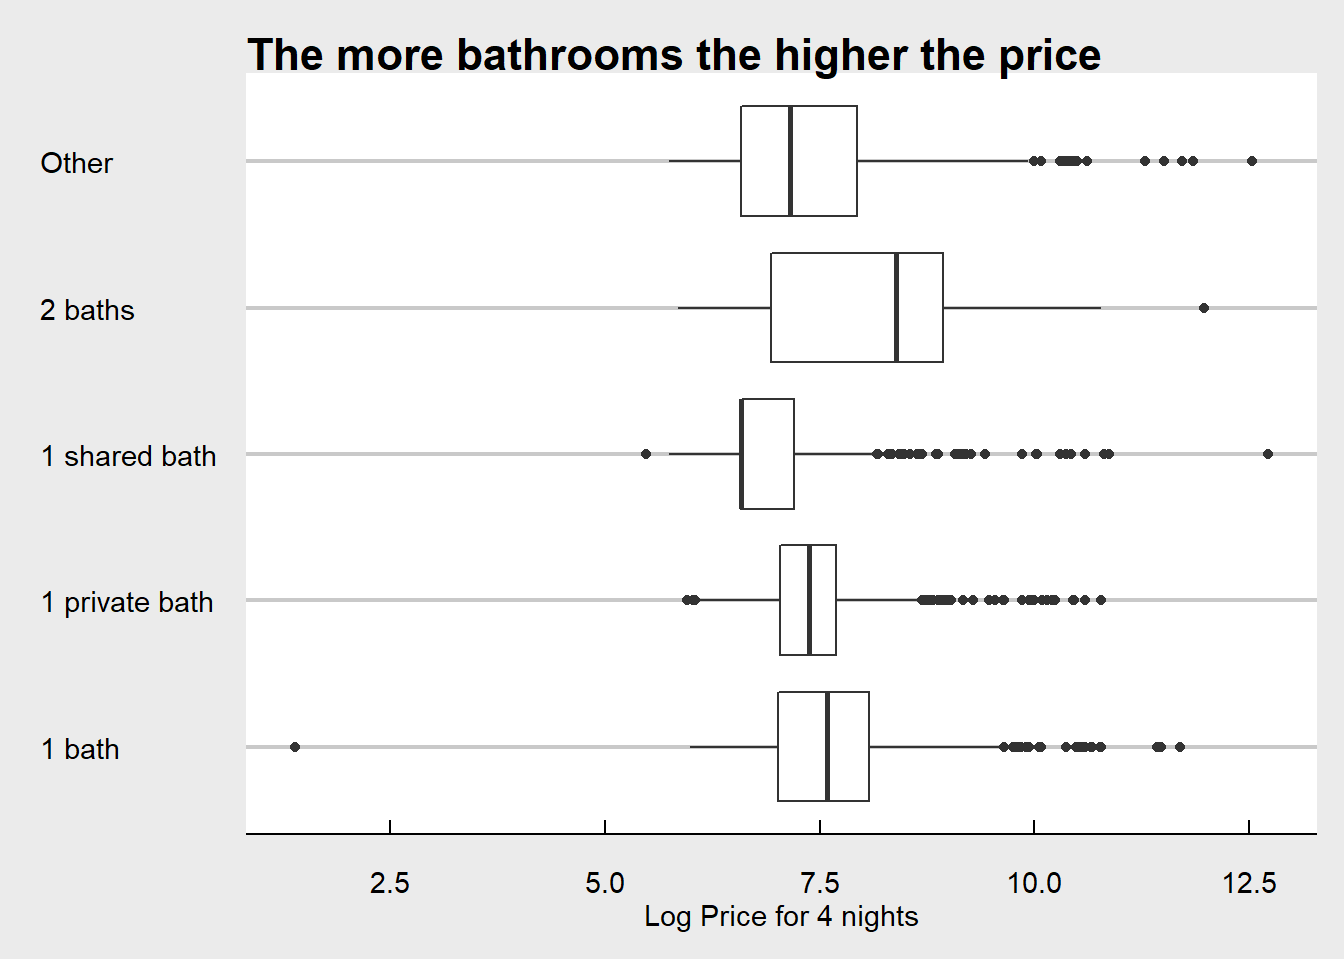 The more bathrooms the higher the price
Other
2 baths
1 shared bath
1 private bath
1 bath
2.5 5.0 7.5 10.0 12.5
Log Price for 4 nights